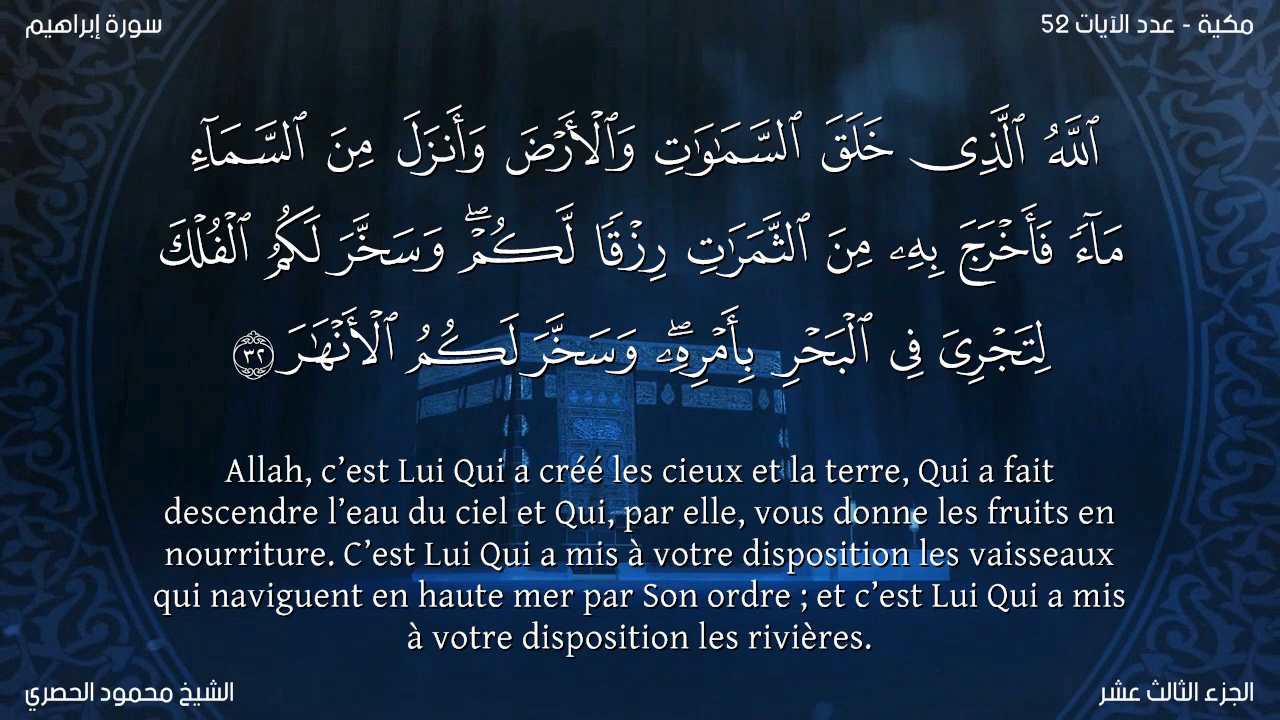 سورة إبراهيم
مكية - عدد الآيات 52
ٱللَّهُ ٱلَّذِى خَلَقَ ٱلسَّمَٰوَٰتِ وَٱلْأَرْضَ وَأَنزَلَ مِنَ ٱلسَّمَآءِ
مَآءً فَأَخْرَجَ بِهِۦ مِنَ ٱلثَّمَرَٰتِ رِزْقًا لَّكُمْ ۖ وَسَخَّرَ لَكُمُ ٱلْفُلْكَ
لِتَجْرِىَ فِى ٱلْبَحْرِ بِأَمْرِهِۦ ۖ وَسَخَّرَ لَكُمُ ٱلْأَنْهَٰرَ ٣٢
Allah, c’est Lui Qui a créé les cieux et la terre, Qui a fait
descendre l’eau du ciel et Qui, par elle, vous donne les fruits en
nourriture. C’est Lui Qui a mis à votre disposition les vaisseaux
qui naviguent en haute mer par Son ordre ; et c’est Lui Qui a mis
à votre disposition les rivières.
الشيخ محمود الحصري
الجزء الثالث عشر